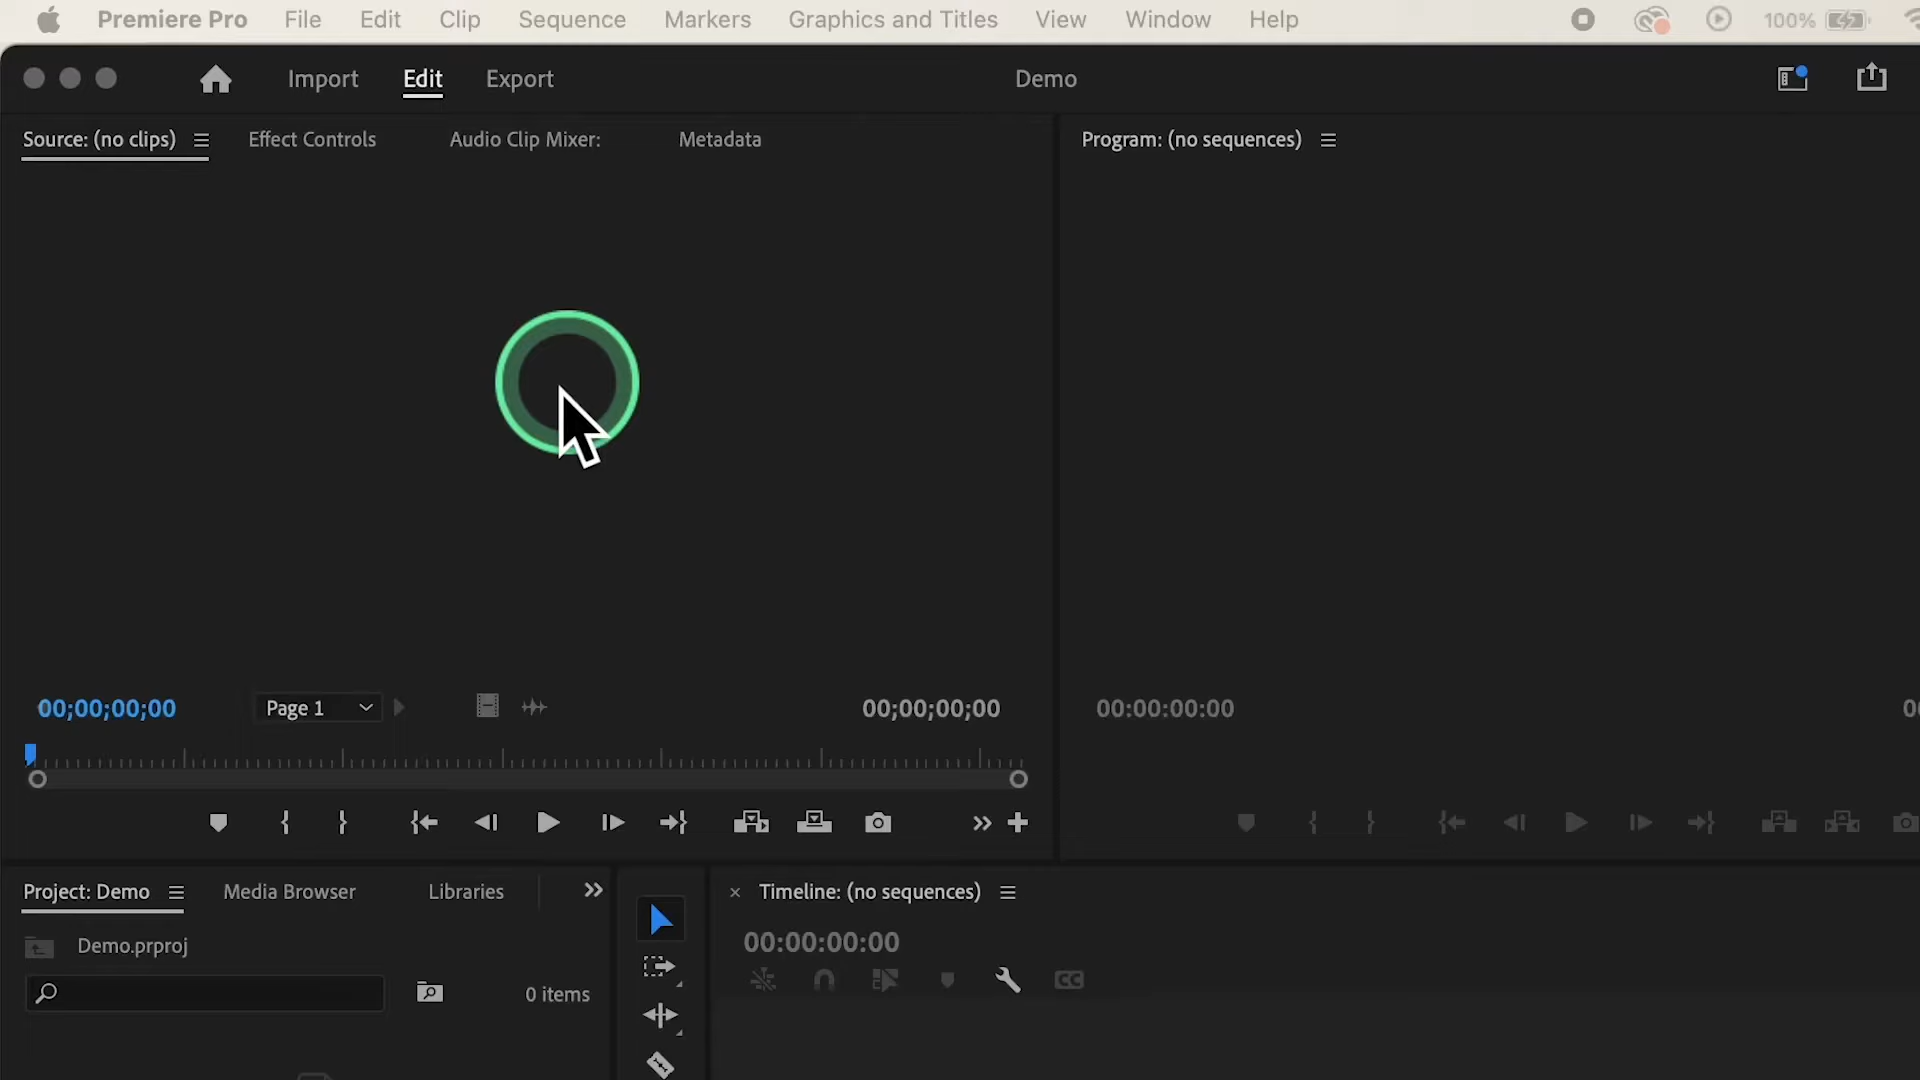 Premiere Pro File Edit Clip Sequence Markers Graphics and Titles View Window Help 100%
Import Edit Export Demo
Source: (no clips) Effect Controls Audio Clip Mixer: Metadata Program: (no sequences)
00;00;00;00 Page 1 00;00;00;00 00:00:00:00
Project: Demo Media Browser Libraries × Timeline: (no sequences)
Demo.prproj 00:00:00:00
CC
0 items